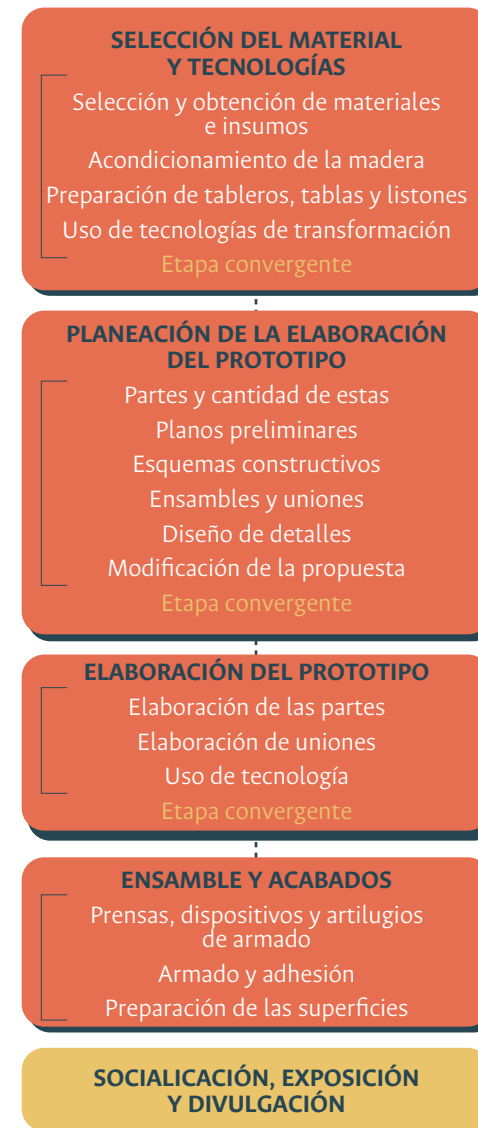 SELECCIÓN DEL MATERIAL
Y TECNOLOGÍAS
Selección y obtención de materiales
e insumos
Acondicionamiento de la madera
Preparación de tableros, tablas y listones
Uso de tecnologías de transformación
Etapa convergente
PLANEACIÓN DE LA ELABORACIÓN
DEL PROTOTIPO
Partes y cantidad de estas
Planos preliminares
Esquemas constructivos
Ensambles y uniones
Diseño de detalles
Modificación de la propuesta
Etapa convergente
ELABORACIÓN DEL PROTOTIPO
Elaboración de las partes
Elaboración de uniones
Uso de tecnología
Etapa convergente
ENSAMBLE Y ACABADOS
Prensas, dispositivos y artilugios
de armado
Armado y adhesión
Preparación de las superficies
SOCIALICACIÓN, EXPOSICIÓN
Y DIVULGACIÓN